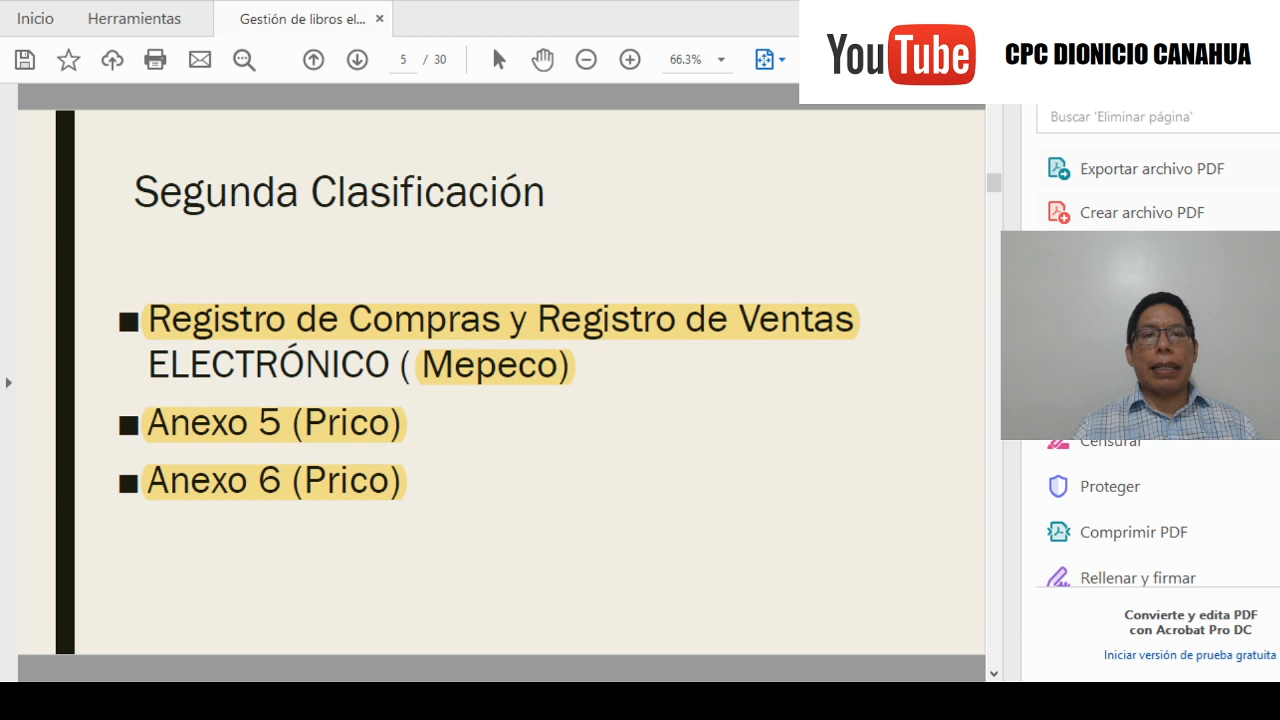 Inicio
Herramientas
Gestión de libros el... ×
5 / 30
66.3%
YouTube
CPC DIONICIO CANAHUA
Buscar 'Eliminar página'
Exportar archivo PDF
Crear archivo PDF
Segunda Clasificación
■ Registro de Compras y Registro de Ventas
ELECTRÓNICO ( Mepeco)
■ Anexo 5 (Prico)
■ Anexo 6 (Prico)
Censurar
Proteger
Comprimir PDF
Rellenar y firmar
Convierte y edita PDF
con Acrobat Pro DC
Iniciar versión de prueba gratuita